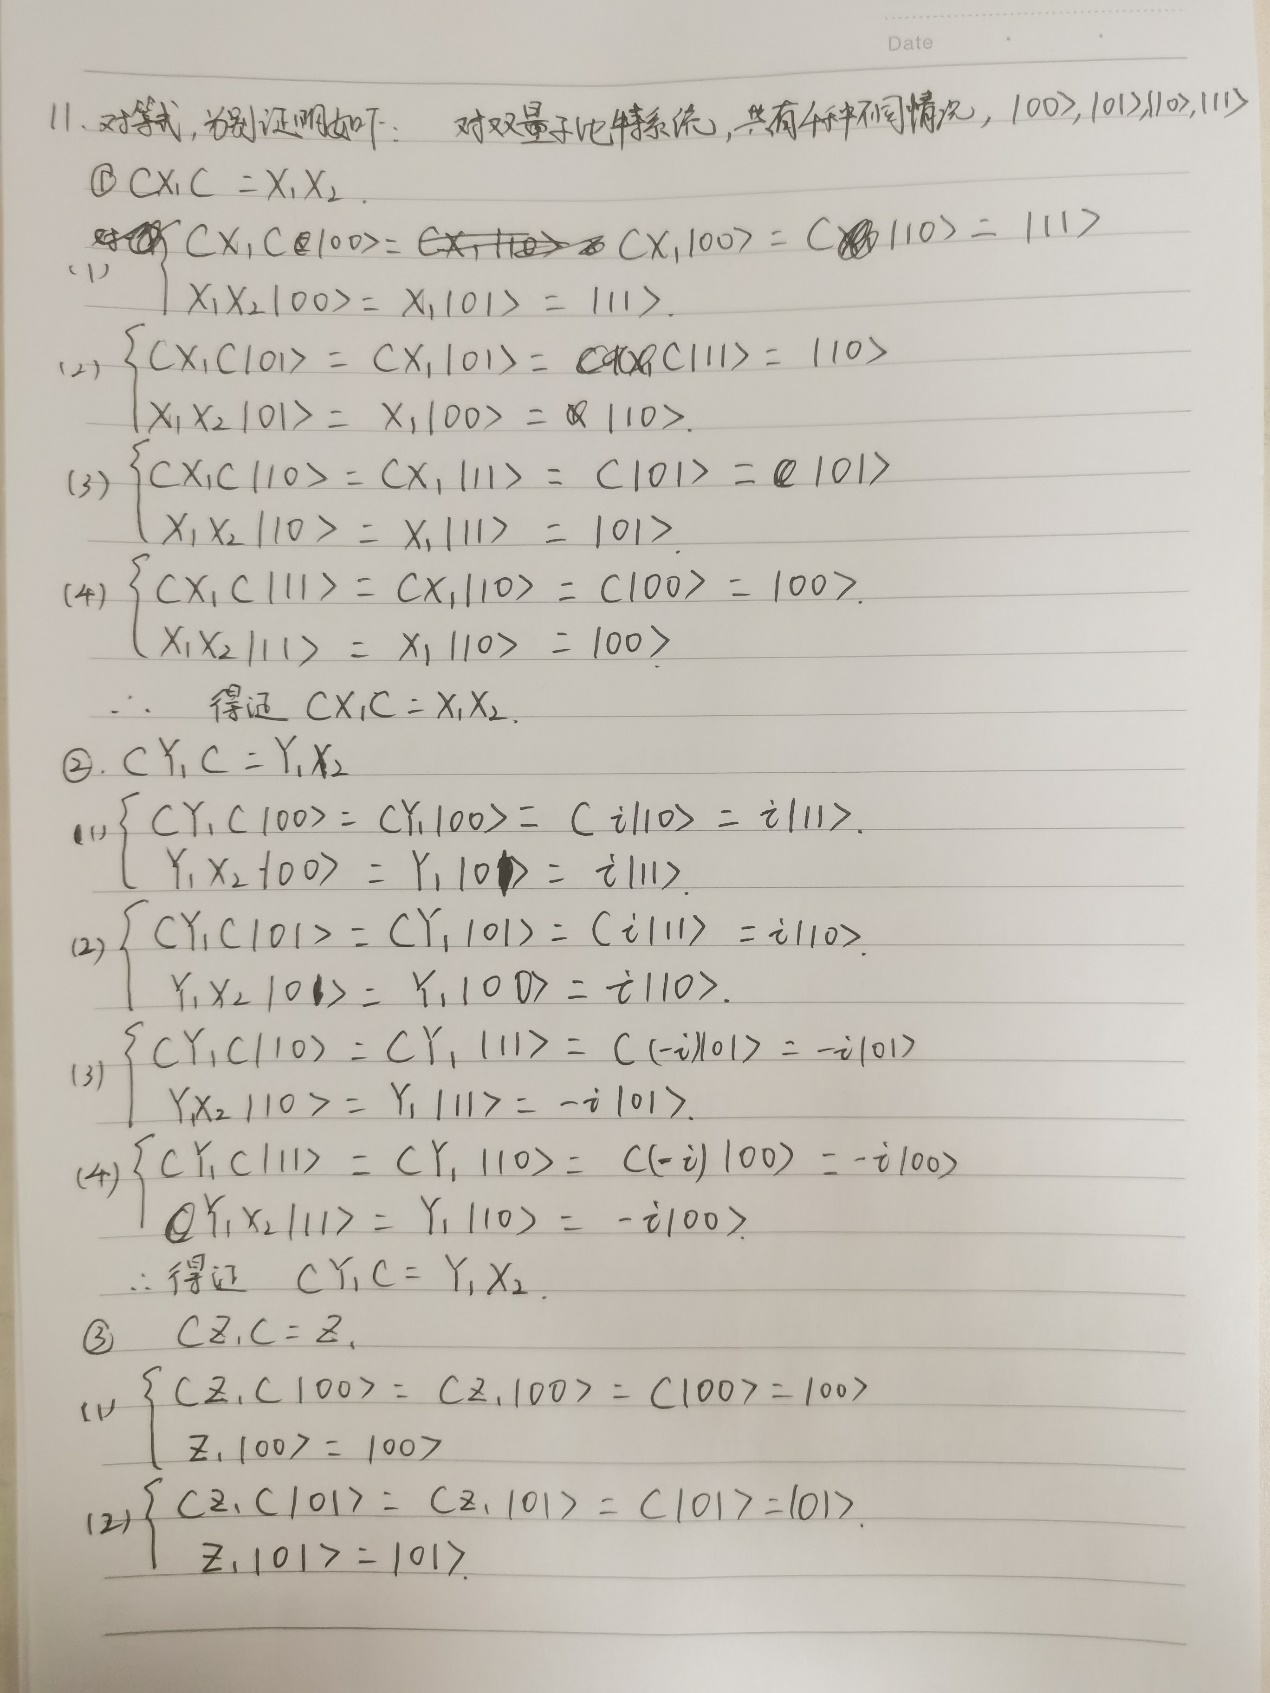 Date
11. 对等式，分别证明如下： 对双量子比特系统，共有4种不同情况，|00>,|01>,|10>,|11>
① CX₁C = X₁X₂.
(1) { CX₁C|00> = CX₁|00> = C|10> = |11>
X₁X₂|00> = X₁|01> = |11>.
(2) { CX₁C|01> = CX₁|01> = C|11> = |10>
X₁X₂|01> = X₁|00> = |10>.
(3) { CX₁C|10> = CX₁|11> = C|01> = |01>
X₁X₂|10> = X₁|11> = |01>.
(4) { CX₁C|11> = CX₁|10> = C|00> = |00>.
X₁X₂|11> = X₁|10> = |00>
∴ 得证 CX₁C = X₁X₂.
②. CY₁C = Y₁X₂
(1) { CY₁C|00> = CY₁|00> = C i|10> = i|11>.
Y₁X₂|00> = Y₁|01> = i|11>.
(2) { CY₁C|01> = CY₁|01> = C i|11> = i|10>.
Y₁X₂|01> = Y₁|00> = i|10>.
(3) { CY₁C|10> = CY₁|11> = C(-i)|01> = -i|01>
Y₁X₂|10> = Y₁|11> = -i|01>.
(4) { CY₁C|11> = CY₁|10> = C(-i)|00> = -i|00>
Y₁X₂|11> = Y₁|10> = -i|00>.
∴ 得证 CY₁C = Y₁X₂.
③ CZ₁C = Z₁
(1) { CZ₁C|00> = CZ₁|00> = C|00> = |00>
Z₁|00> = |00>
(2) { CZ₁C|01> = CZ₁|01> = C|01> = |01>.
Z₁|01> = |01>.